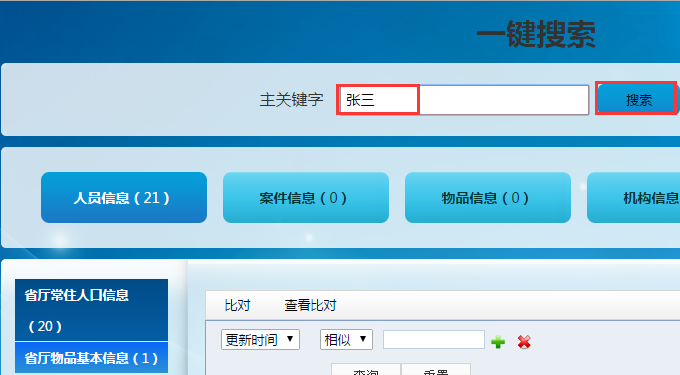 一键搜索
主关键字 张三 搜索
人员信息（21） 案件信息（0） 物品信息（0） 机构信息
省厅常住人口信息
（20）
省厅物品基本信息（1）
比对 查看比对
更新时间 相似
查询 重置